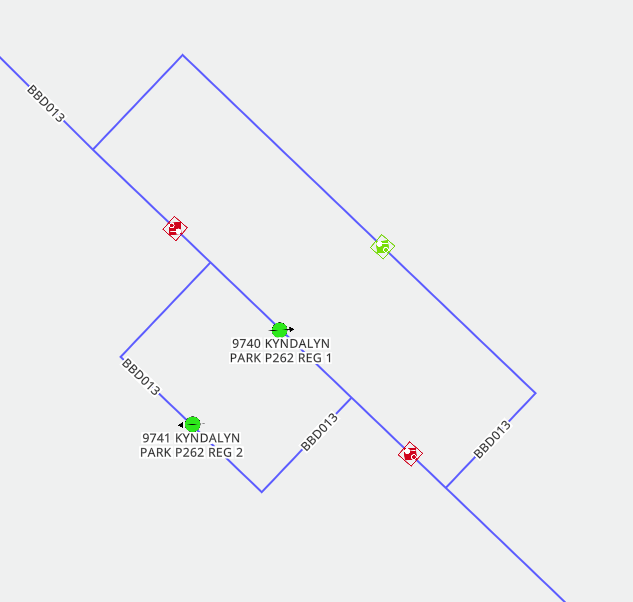 BBD013
9740 KYNDALYN
PARK P262 REG 1
BBD013
9741 KYNDALYN
PARK P262 REG 2
BBD013
BBD013